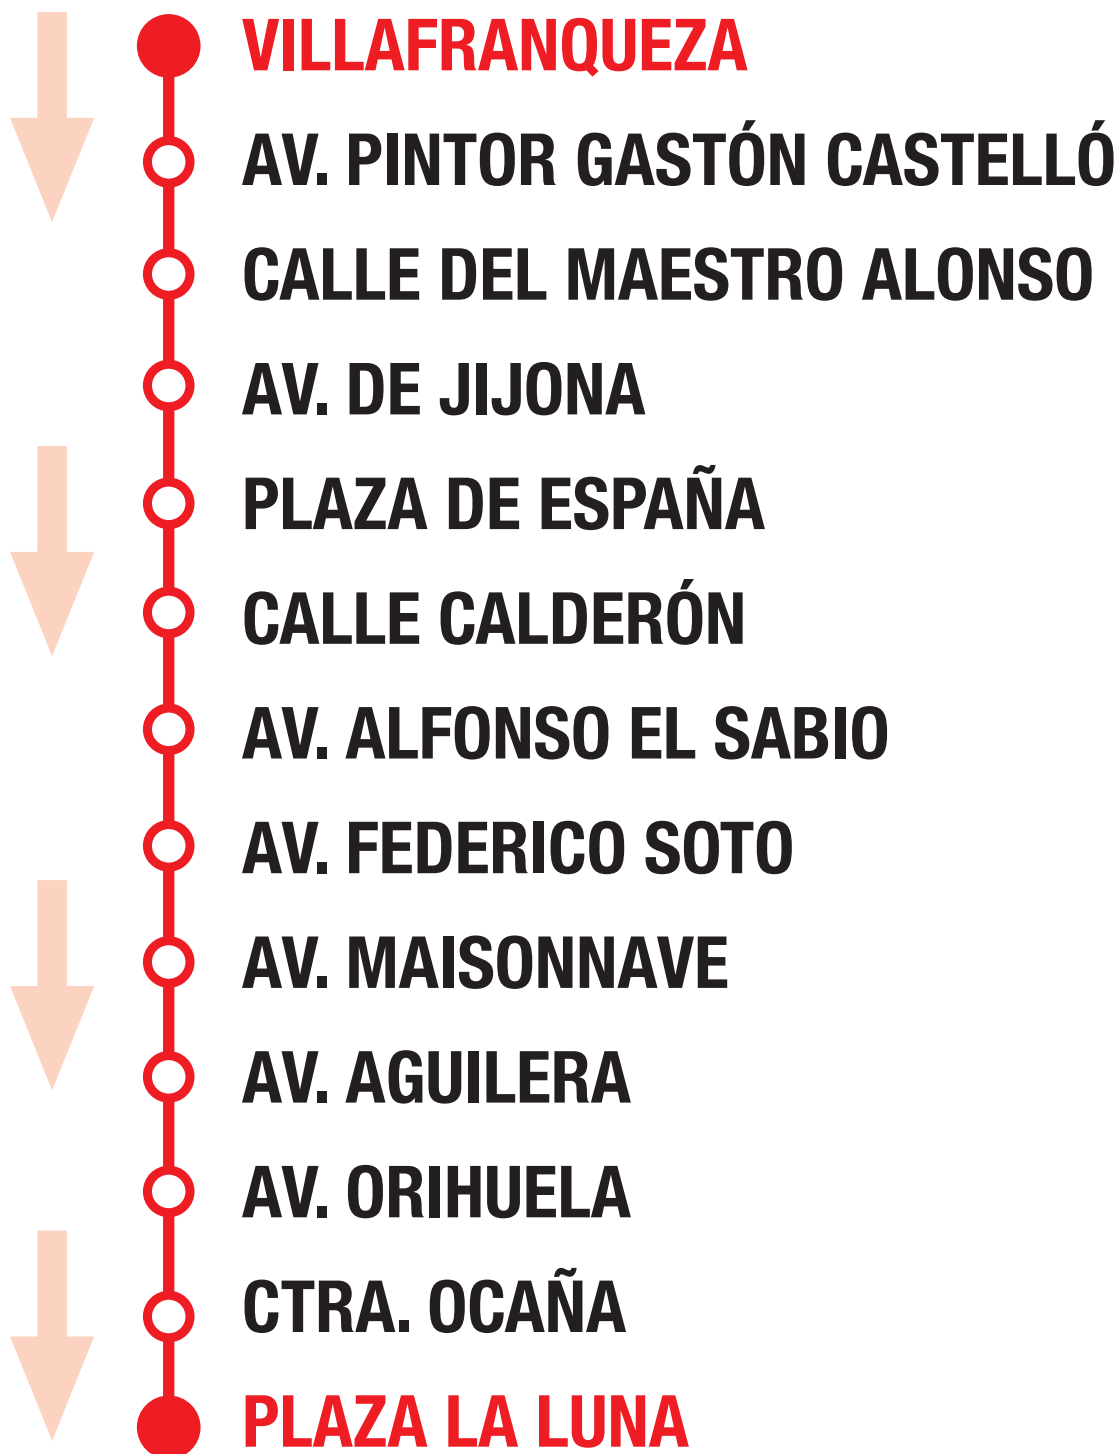 VILLAFRANQUEZA
AV. PINTOR GASTÓN CASTELLÓ
CALLE DEL MAESTRO ALONSO
AV. DE JIJONA
PLAZA DE ESPAÑA
CALLE CALDERÓN
AV. ALFONSO EL SABIO
AV. FEDERICO SOTO
AV. MAISONNAVE
AV. AGUILERA
AV. ORIHUELA
CTRA. OCAÑA
PLAZA LA LUNA